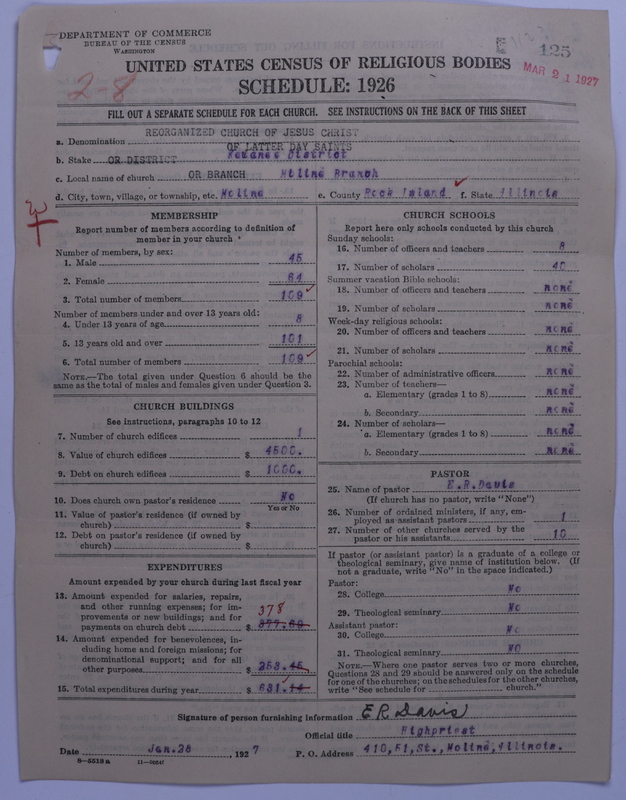 DEPARTMENT OF COMMERCE
BUREAU OF THE CENSUS
WASHINGTON
125
UNITED STATES CENSUS OF RELIGIOUS BODIES
MAR 21 1927
2-8
SCHEDULE: 1926
FILL OUT A SEPARATE SCHEDULE FOR EACH CHURCH. SEE INSTRUCTIONS ON THE BACK OF THIS SHEET
REORGANIZED CHURCH OF JESUS CHRIST
a. Denomination
OF LATTER DAY SAINTS
b. Stake OR DISTRICT Kewanee District
c. Local name of church OR BRANCH Moline Branch
d. City, town, village, or township, etc. Moline e. County Rock Island f. State Illinois
MEMBERSHIP
Report number of members according to definition of
member in your church
Number of members, by sex:
1. Male 45
2. Female 64
3. Total number of members 109
Number of members under and over 13 years old:
4. Under 13 years of age 8
5. 13 years old and over 101
6. Total number of members 109
NOTE.—The total given under Question 6 should be the
same as the total of males and females given under Question 3.
CHURCH BUILDINGS
See instructions, paragraphs 10 to 12
7. Number of church edifices 1
8. Value of church edifices $ 4500.
9. Debt on church edifices $ 1000.
10. Does church own pastor's residence No
Yes or No
11. Value of pastor's residence (if owned by
church) $
12. Debt on pastor's residence (if owned by
church) $
EXPENDITURES
Amount expended by your church during last fiscal year
13. Amount expended for salaries, repairs,
and other running expenses; for im-
provements or new buildings; and for
378
payments on church debt $ 377.69
14. Amount expended for benevolences, in-
cluding home and foreign missions; for
denominational support; and for all
other purposes $ 253.45
15. Total expenditures during year $ 631.14
CHURCH SCHOOLS
Report here only schools conducted by this church
Sunday schools:
16. Number of officers and teachers 8
17. Number of scholars 40
Summer vacation Bible schools:
18. Number of officers and teachers none
19. Number of scholars none
Week-day religious schools:
20. Number of officers and teachers none
21. Number of scholars none
Parochial schools:
22. Number of administrative officers none
23. Number of teachers—
a. Elementary (grades 1 to 8) none
b. Secondary none
24. Number of scholars—
a. Elementary (grades 1 to 8) none
b. Secondary none
PASTOR
25. Name of pastor E.R.Davis
(If church has no pastor, write "None")
26. Number of ordained ministers, if any, em-
ployed as assistant pastors 1
27. Number of other churches served by the
pastor or his assistants 10
If pastor (or assistant pastor) is a graduate of a college or
theological seminary, give name of institution below. (If
not a graduate, write "No" in the space indicated.)
Pastor:
28. College No
29. Theological seminary No
Assistant pastor:
30. College No
31. Theological seminary NO
NOTE.—Where one pastor serves two or more churches,
Questions 28 and 29 should be answered only on the schedule
for one of the churches; on the schedules for the other churches,
write "See schedule for church."
Signature of person furnishing information E R Davis
Official title Highpriest
Date Jan.28, 1927 P. O. Address 410,51,St.,Moline,Illinois.
8-5518a 11-0064f